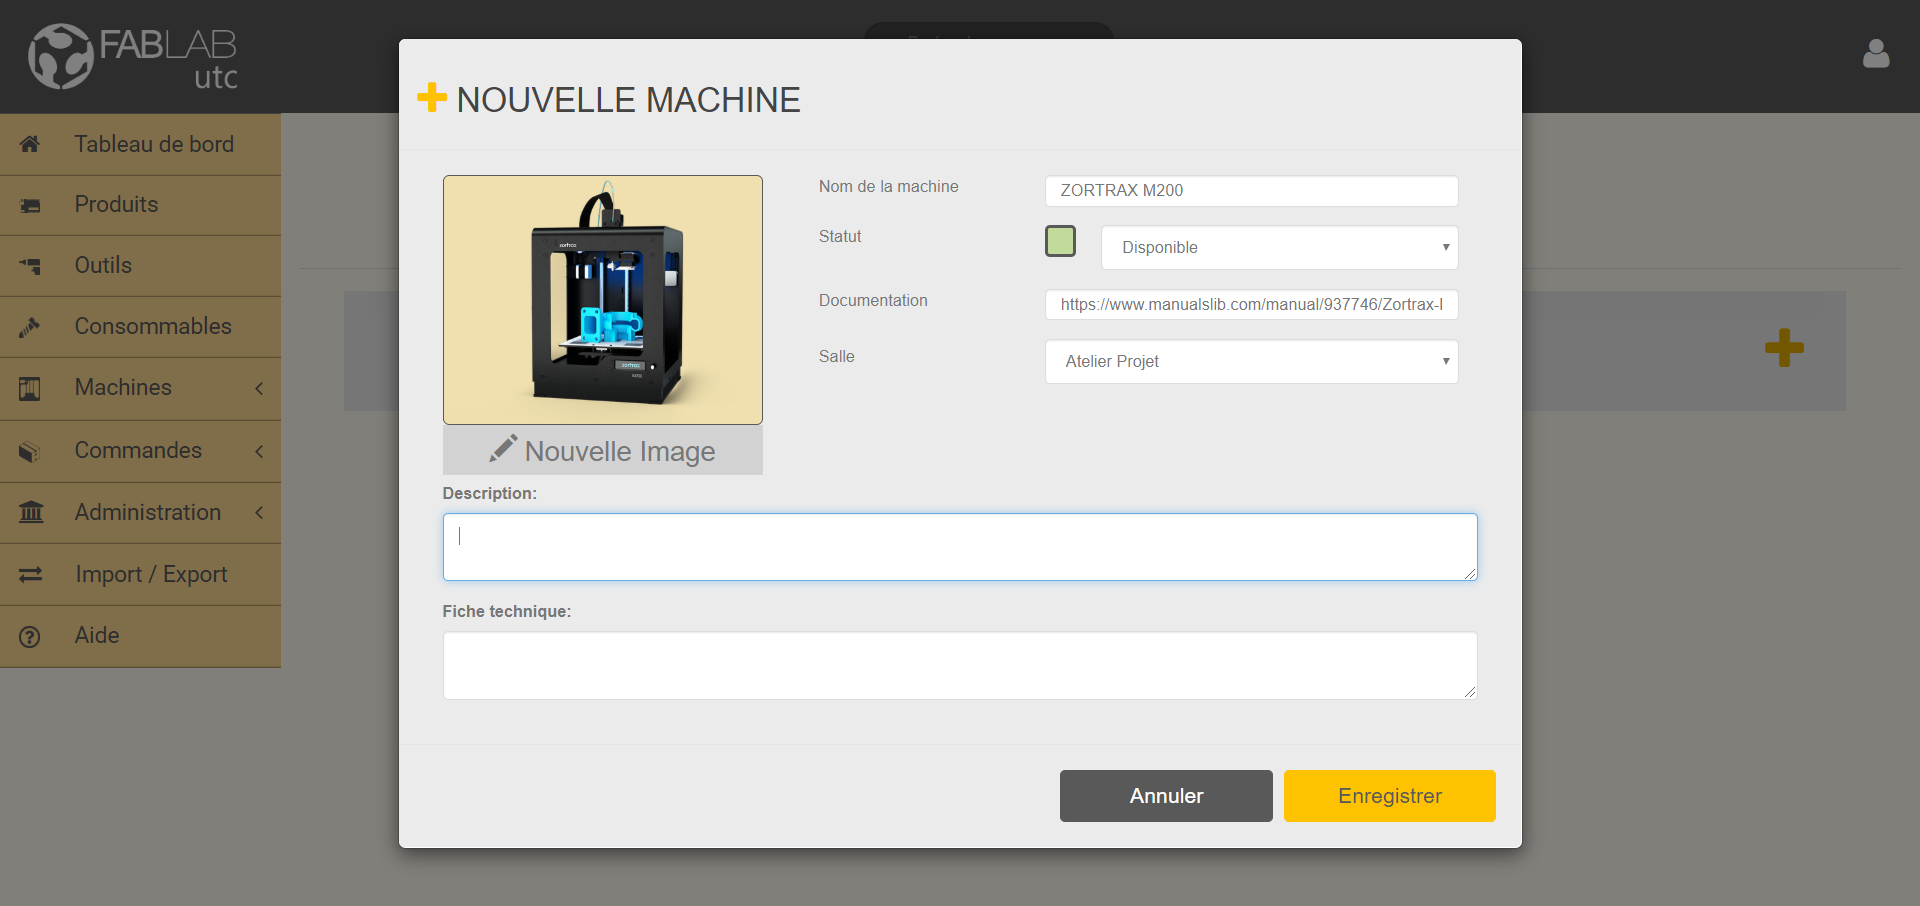 FABLAB
utc
NOUVELLE MACHINE
Tableau de bord
Produits
Outils
Consommables
Machines
Commandes
Administration
Import / Export
Aide
zortrax
zortrax
Nouvelle Image
Nom de la machine
ZORTRAX M200
Statut
Disponible
Documentation
https://www.manualslib.com/manual/937746/Zortrax-
Salle
Atelier Projet
Description:
Fiche technique:
Annuler
Enregistrer